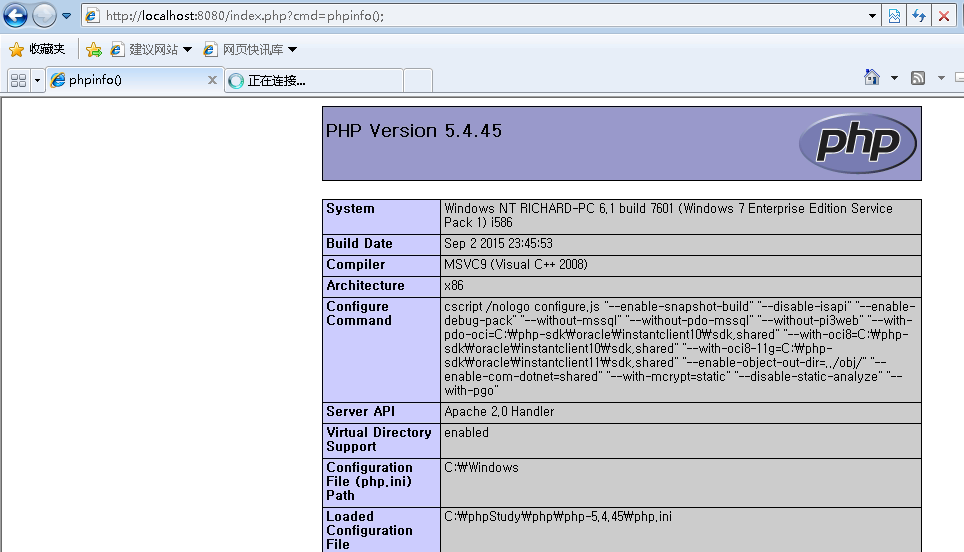 http://localhost:8080/index.php?cmd=phpinfo();
收藏夹 建议网站 网页快讯库
phpinfo() 正在连接...
PHP Version 5.4.45
php
System Windows NT RICHARD-PC 6.1 build 7601 (Windows 7 Enterprise Edition Service
Pack 1) i586
Build Date Sep 2 2015 23:45:53
Compiler MSVC9 (Visual C++ 2008)
Architecture x86
Configure
Command
cscript /nologo configure.js "--enable-snapshot-build" "--disable-isapi" "--enable-
debug-pack" "--without-mssql" "--without-pdo-mssql" "--without-pi3web" "--with-
pdo-oci=C:₩php-sdk₩oracle₩instantclient10₩sdk,shared" "--with-oci8=C:₩php-
sdk₩oracle₩instantclient10₩sdk,shared" "--with-oci8-11g=C:₩php-
sdk₩oracle₩instantclient11₩sdk,shared" "--enable-object-out-dir=../obj/" "--
enable-com-dotnet=shared" "--with-mcrypt=static" "--disable-static-analyze" "--
with-pgo"
Server API Apache 2.0 Handler
Virtual Directory
Support
enabled
Configuration
File (php.ini)
Path
C:₩Windows
Loaded
Configuration
File
C:₩phpStudy₩php₩php-5.4.45₩php.ini